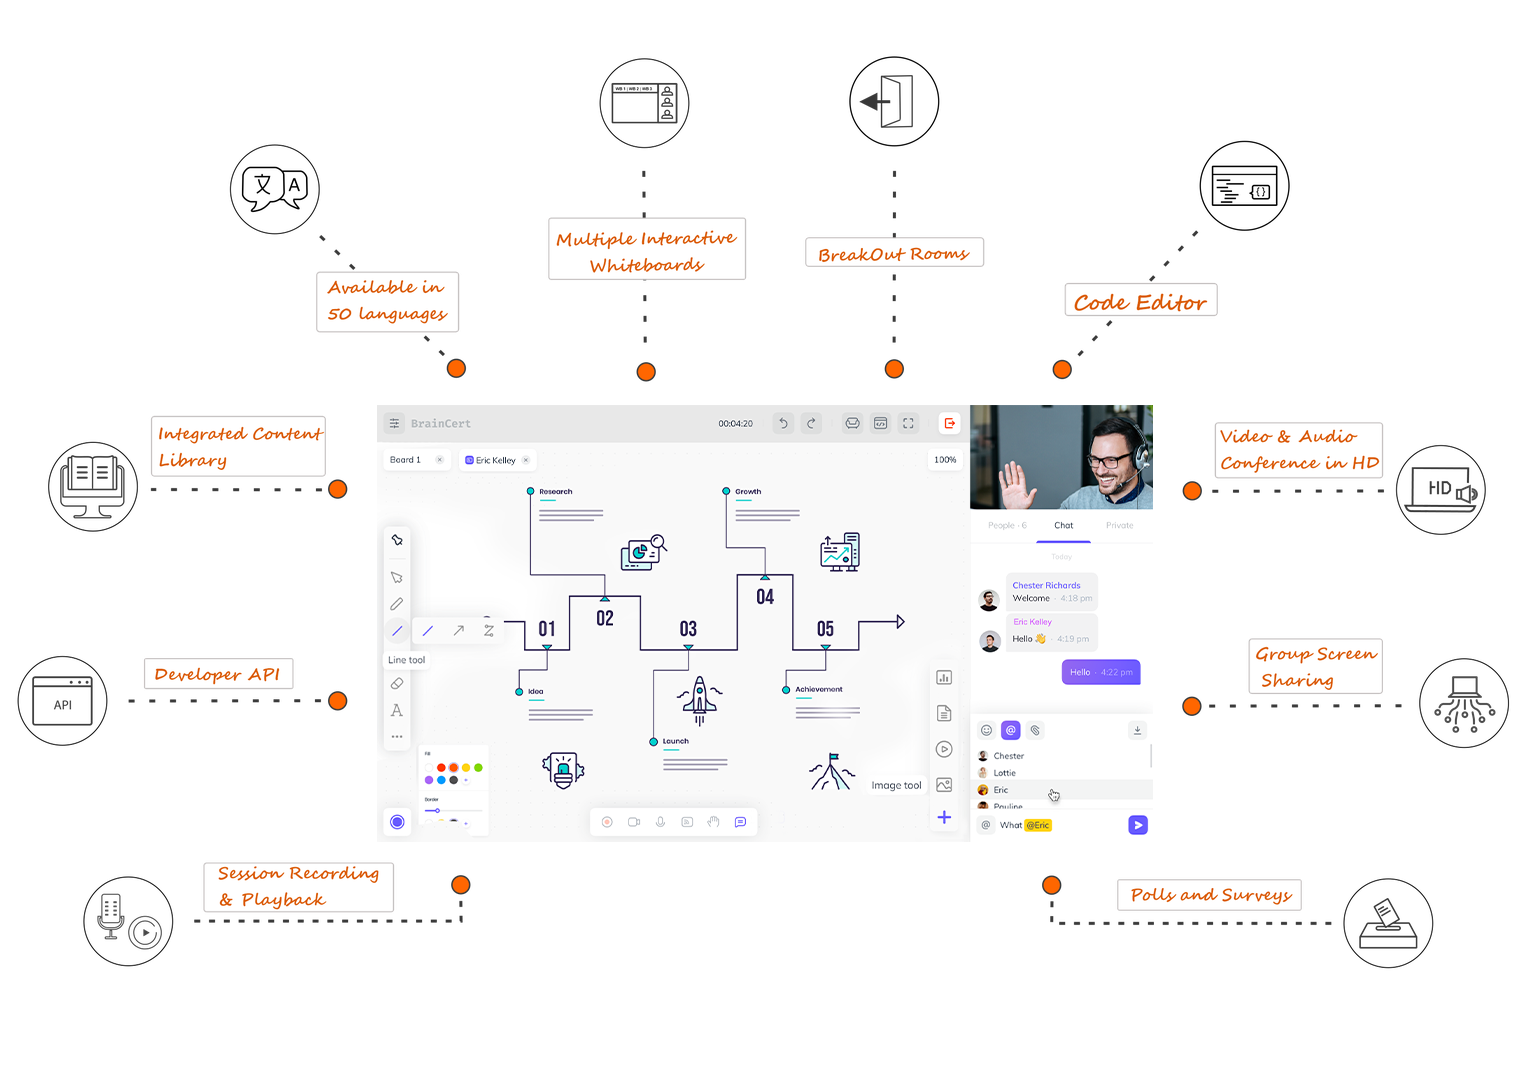 WB 1 | WB 2 | WB 3
文 A
Multiple Interactive
Whiteboards
BreakOut Rooms
{}
Available in
50 languages
Code Editor
Integrated Content
Library
Video & Audio
Conference in HD
HD
Developer API
API
Group Screen
Sharing
Session Recording
& Playback
Polls and Surveys
BrainCert
00:04:20
Board 1
Eric Kelley
100%
Research
Growth
01
02
03
04
05
Line tool
Idea
Achievement
Launch
Fill
Border
Image tool
People · 6
Chat
Private
Today
Chester Richards
Welcome · 4:18 pm
Eric Kelley
Hello 👋 · 4:19 pm
Hello · 4:22 pm
@
Chester
Lottie
Eric
Pauline
@ What @Eric